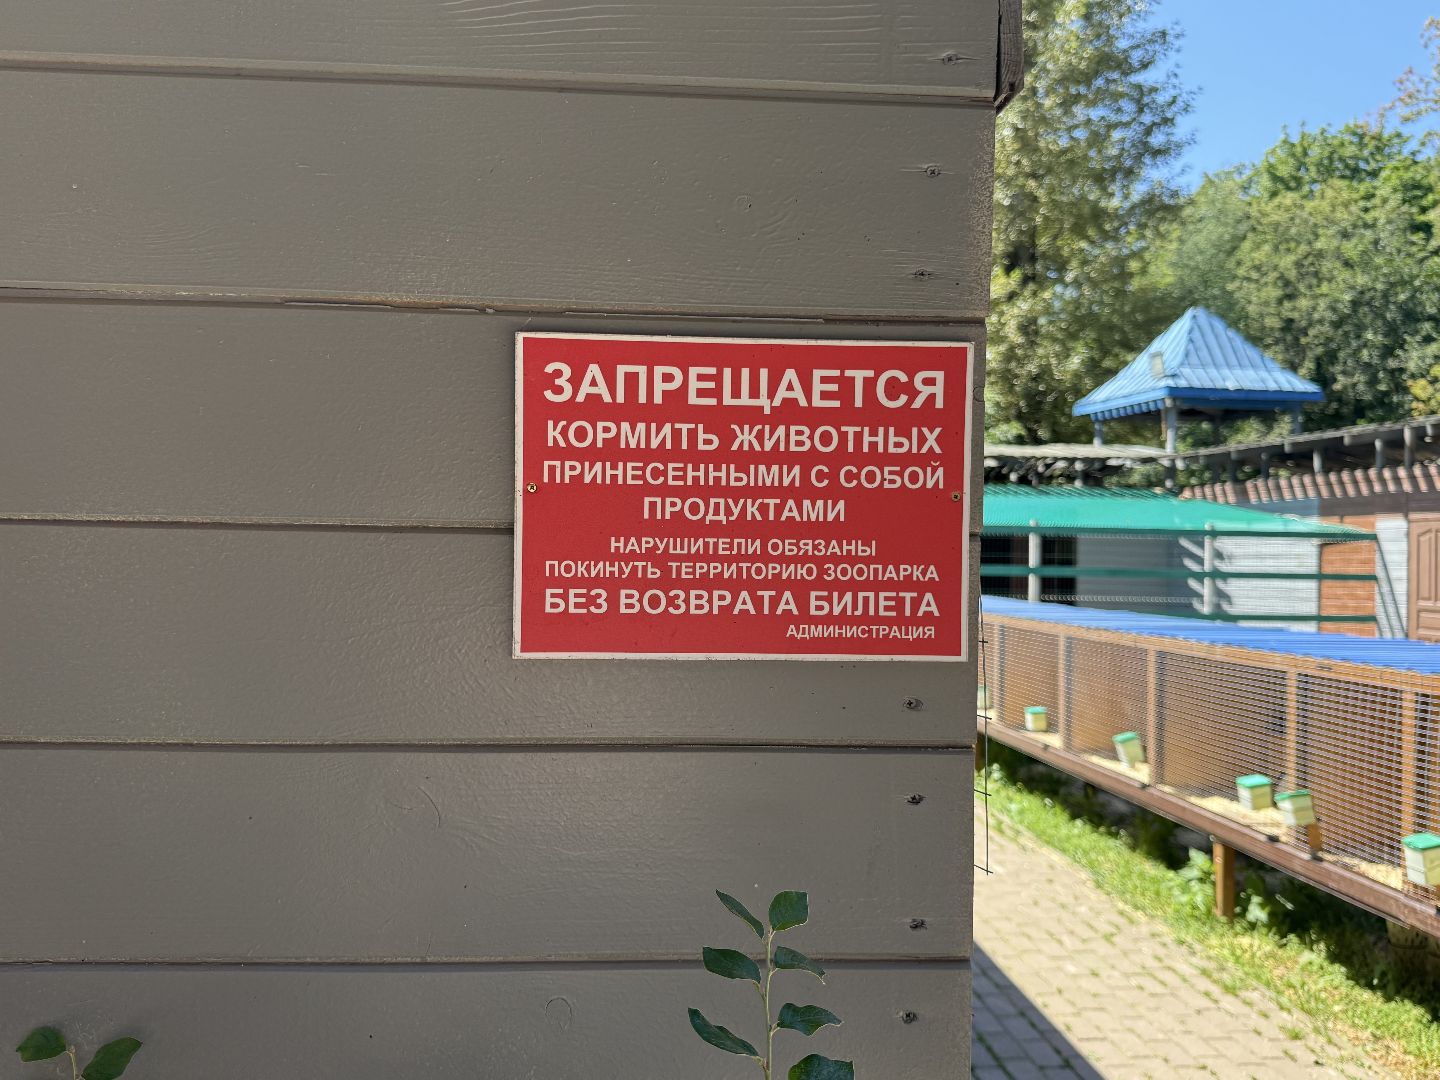 ЗАПРЕЩАЕТСЯ
КОРМИТЬ ЖИВОТНЫХ
ПРИНЕСЕННЫМИ С СОБОЙ
ПРОДУКТАМИ
НАРУШИТЕЛИ ОБЯЗАНЫ
ПОКИНУТЬ ТЕРРИТОРИЮ ЗООПАРКА
БЕЗ ВОЗВРАТА БИЛЕТА
АДМИНИСТРАЦИЯ